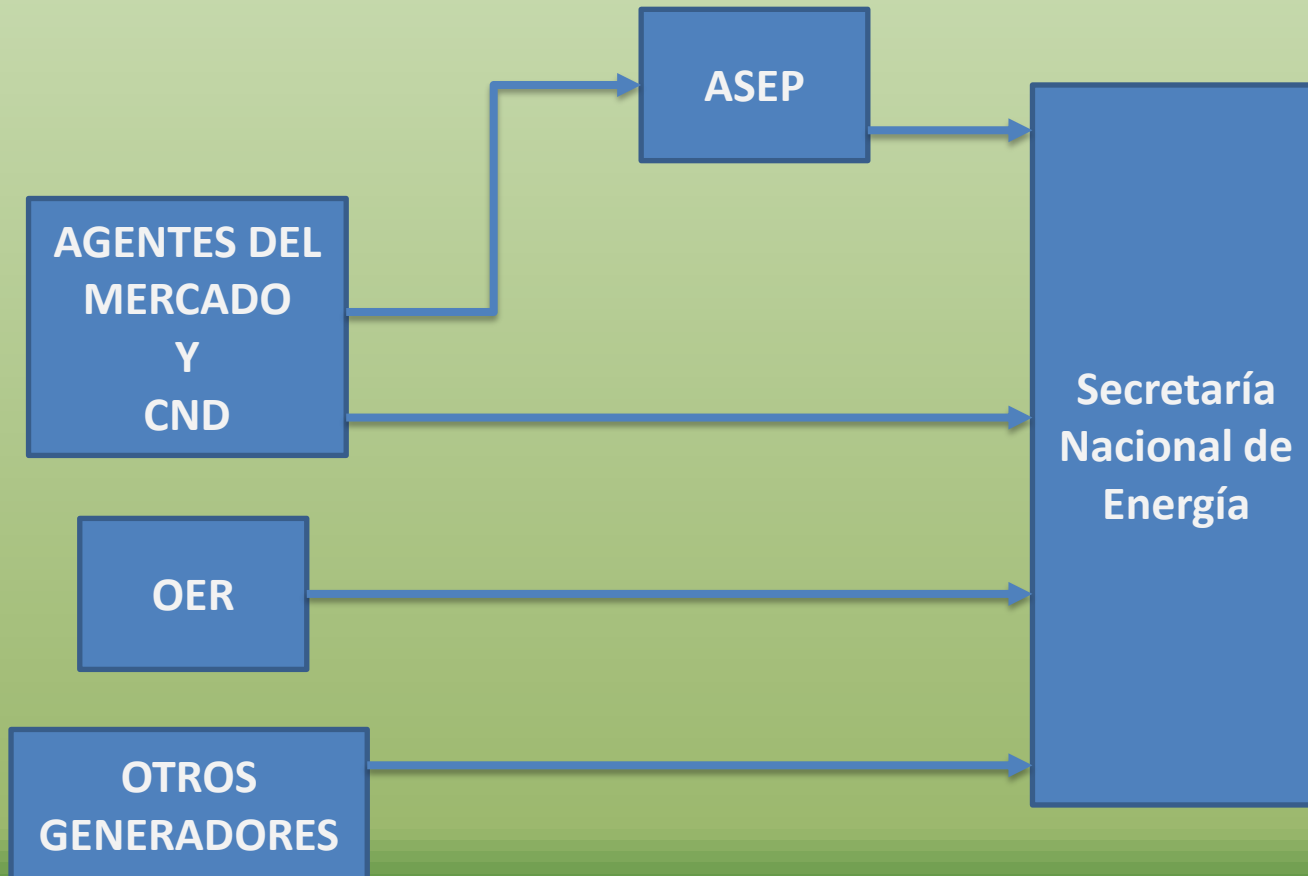 ASEP
AGENTES DEL
MERCADO
Y
CND
Secretaría
Nacional de
Energía
OER
OTROS
GENERADORES